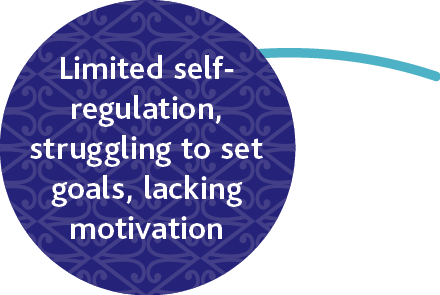 Limited self-
regulation,
struggling to set
goals, lacking
motivation